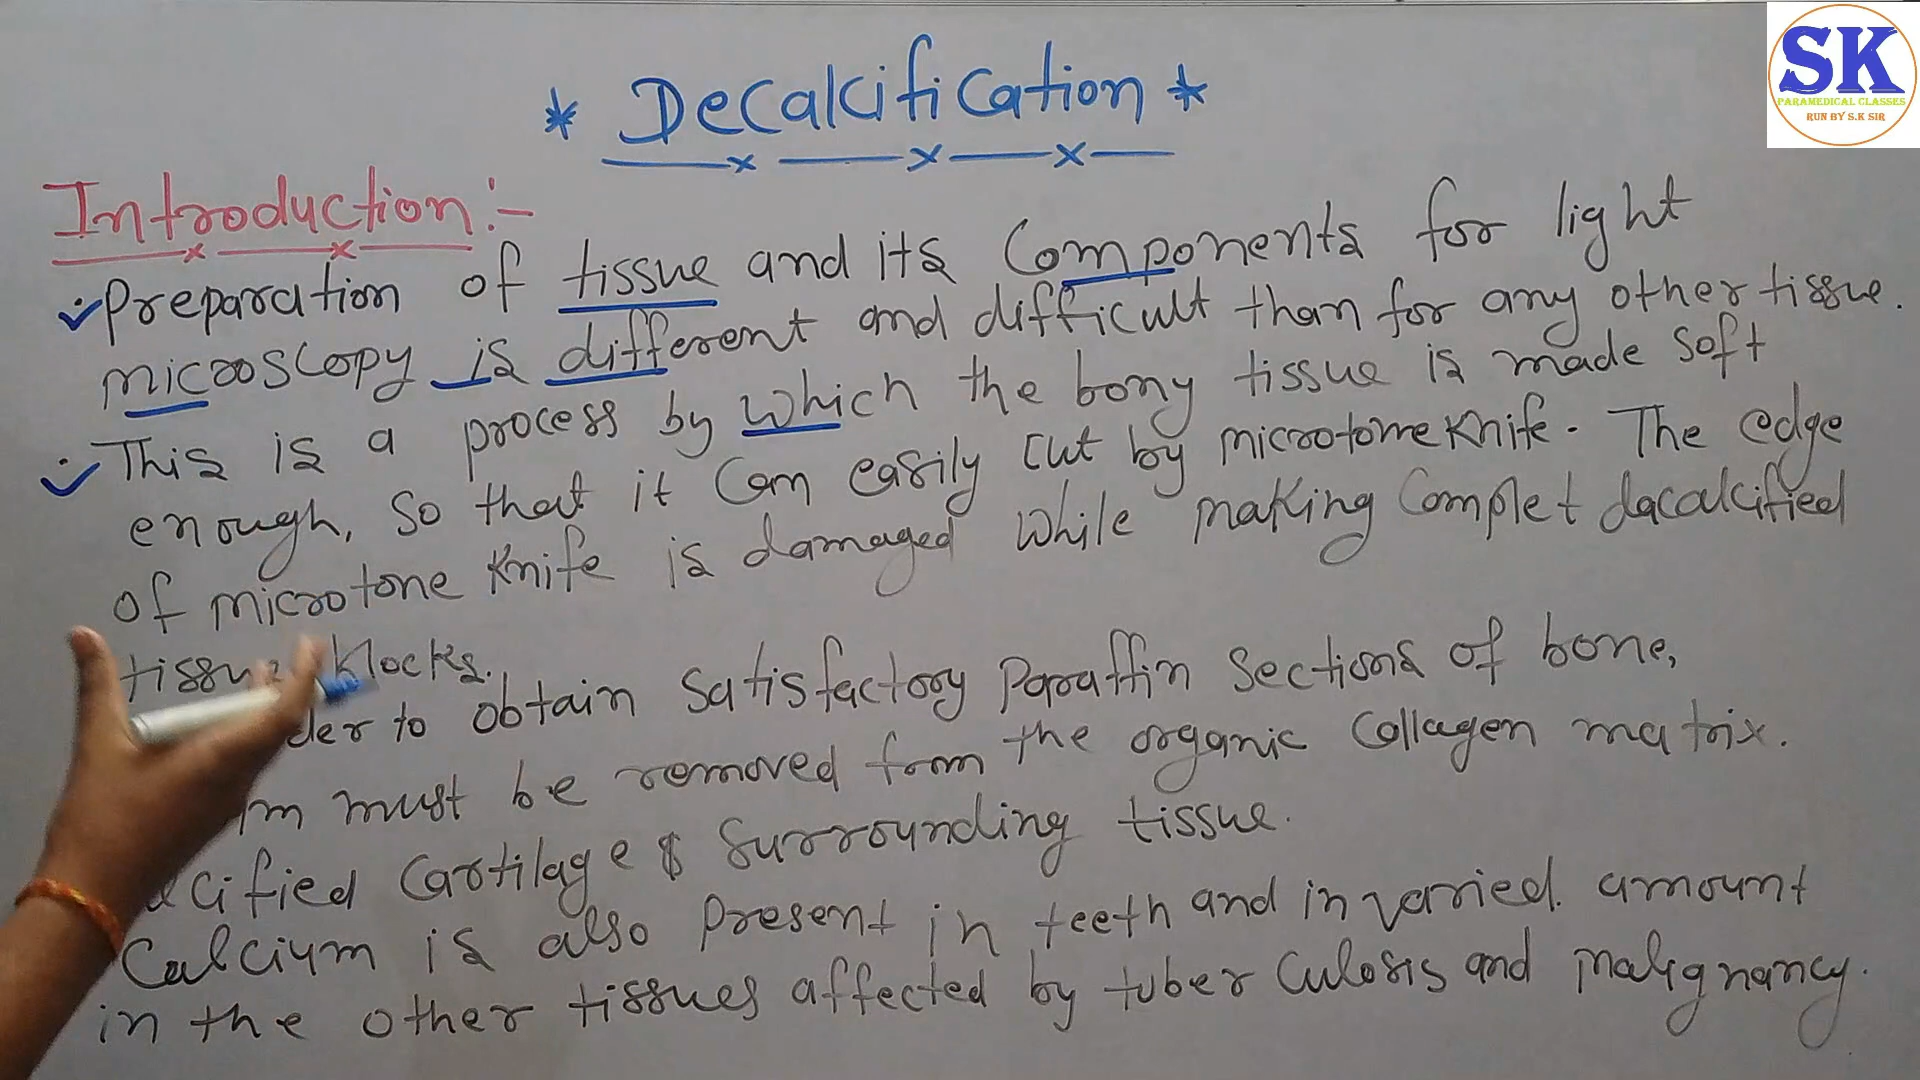 * Decalcification *
Introduction:-
Preparation of tissue and its components for light
microscopy is different and difficult than for any other tissue.
This is a process by which the bony tissue is made soft
enough, so that it can easily cut by microtome knife. The edge
of microtone knife is damaged while making complet dacalcified
tissue blocks.
der to obtain satisfactory paraffin sections of bone,
m must be removed from the organic collagen matrix.
cified cartilage & surrounding tissue.
Calcium is also present in teeth and in varied. amount
in the other tissues affected by tuberculosis and malignancy.
SK
PARAMEDICAL CLASSES
RUN BY S.K SIR